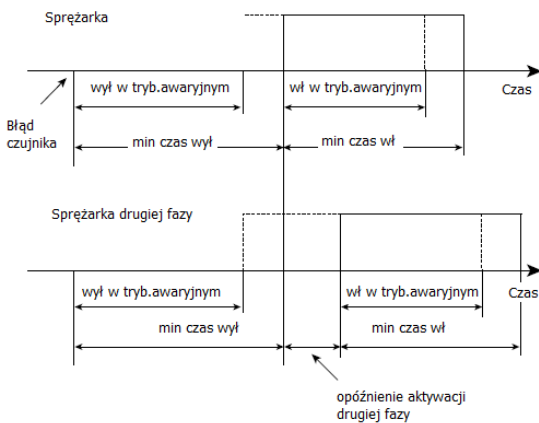 Sprężarka
wył w tryb.awaryjnym
wł w tryb.awaryjnym
Czas
Błąd
czujnika
min czas wył
min czas wł
Sprężarka drugiej fazy
wył w tryb.awaryjnym
wł w tryb.awaryjnym
Czas
min czas wył
min czas wł
opóźnienie aktywacji
drugiej fazy